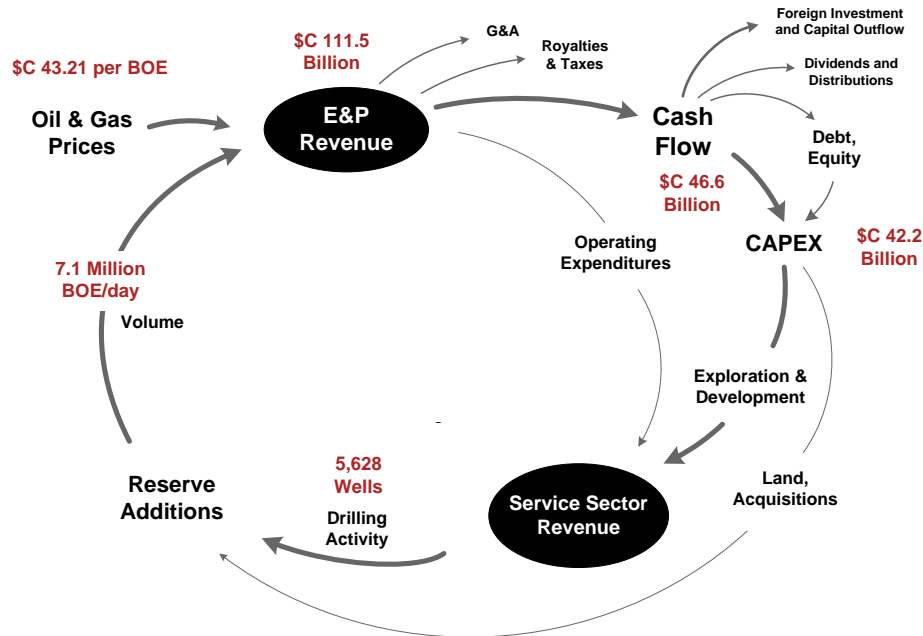 Foreign Investment
and Capital Outflow
G&A
$C 111.5
Billion
Royalties
& Taxes
$C 43.21 per BOE
Dividends and
Distributions
Oil & Gas
Prices
E&P
Revenue
Cash
Flow
Debt,
Equity
$C 46.6
Billion
CAPEX
$C 42.2
Billion
Operating
Expenditures
7.1 Million
BOE/day
Volume
Exploration &
Development
5,628
Wells
Reserve
Additions
Drilling
Activity
Service Sector
Revenue
Land,
Acquisitions